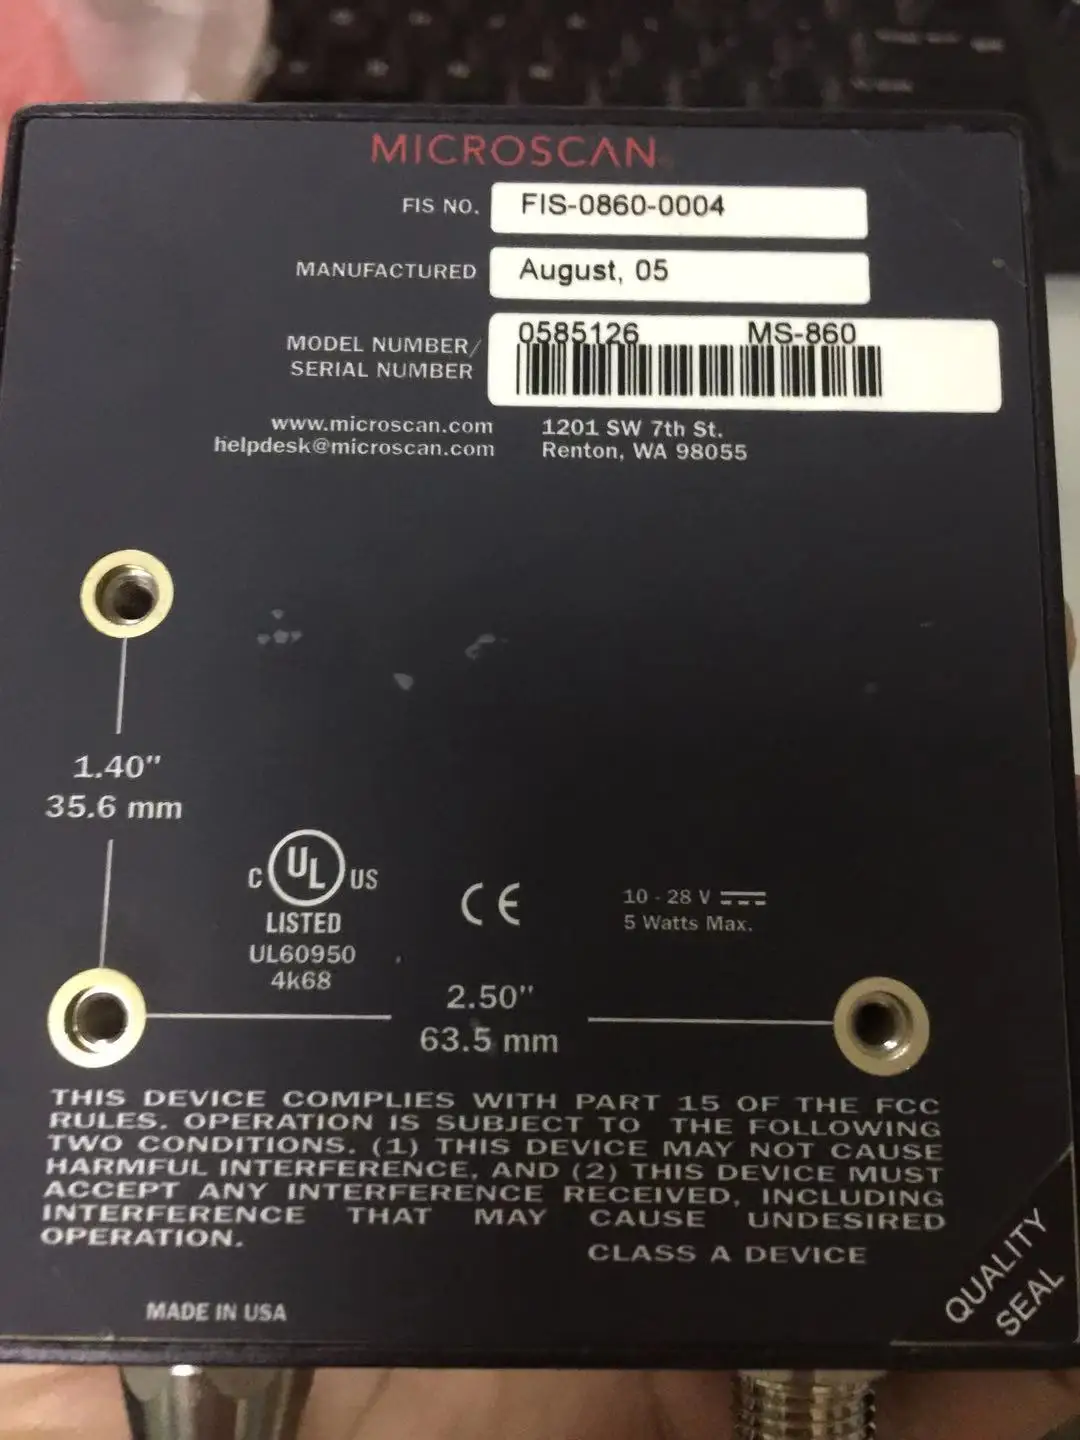 MICROSCAN
FIS NO. FIS-0860-0004
MANUFACTURED August, 05
MODEL NUMBER/ 0585126 MS-860
SERIAL NUMBER
www.microscan.com 1201 SW 7th St.
helpdesk@microscan.com Renton, WA 98055
1.40"
35.6 mm
C UL US
LISTED
UL60950
4k68
CE
10 - 28 V
5 Watts Max.
2.50"
63.5 mm
THIS DEVICE COMPLIES WITH PART 15 OF THE FCC
RULES. OPERATION IS SUBJECT TO THE FOLLOWING
TWO CONDITIONS. (1) THIS DEVICE MAY NOT CAUSE
HARMFUL INTERFERENCE, AND (2) THIS DEVICE MUST
ACCEPT ANY INTERFERENCE RECEIVED, INCLUDING
INTERFERENCE THAT MAY CAUSE UNDESIRED
OPERATION.
CLASS A DEVICE
MADE IN USA
QUALITY
SEAL